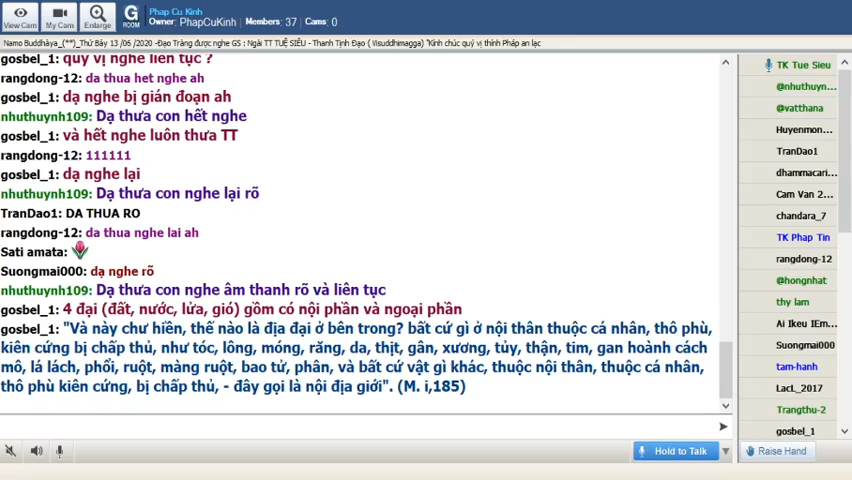 View Cam
My Cam
Enlarge
G
ROOM
Phap Cu Kinh
Owner: PhapCuKinh Members: 37 Cams: 0
Namo Buddhàya_(**)_Thứ Bảy 13 /06 /2020 -Đạo Tràng được nghe GS : Ngài TT TUỆ SIÊU - Thanh Tịnh Đạo ( Visuddhimagga) "Kính chúc quý vị thính Pháp an lạc
gosbel_1: quý vị nghe liên tục ?
rangdong-12: da thua het nghe ah
gosbel_1: dạ nghe bị gián đoạn ah
nhuthuynh109: Dạ thưa con hết nghe
gosbel_1: và hết nghe luôn thưa TT
rangdong-12: 111111
gosbel_1: dạ nghe lại
nhuthuynh109: Dạ thưa con nghe lại rõ
TranDao1: DA THUA RO
rangdong-12: da thua nghe lai ah
Sati amata:
Suongmai000: dạ nghe rõ
nhuthuynh109: Dạ thưa con nghe âm thanh rõ và liên tục
gosbel_1: 4 đại (đất, nước, lửa, gió) gồm có nội phần và ngoại phần
gosbel_1: "Và này chư hiền, thế nào là địa đại ở bên trong? bất cứ gì ở nội thân thuộc cá nhân, thô phù,
kiên cứng bị chấp thủ, như tóc, lông, móng, răng, da, thịt, gân, xương, tủy, thận, tim, gan hoành cách
mô, lá lách, phổi, ruột, màng ruột, bao tử, phân, và bất cứ vật gì khác, thuộc nội thân, thuộc cá nhân,
thô phù kiên cứng, bị chấp thủ, - đây gọi là nội địa giới". (M. i,185)
TK Tue Sieu
@nhuthuyn...
@vatthana
Huyenmon...
TranDao1
dhammacari...
Cam Van 2...
chandara_7
TK Phap Tin
rangdong-12
@hongnhat
thy lam
Ai Ikeu IEm...
Suongmai000
tam-hanh
LacL_2017
Trangthu-2
gosbel_1
Hold to Talk
Raise Hand